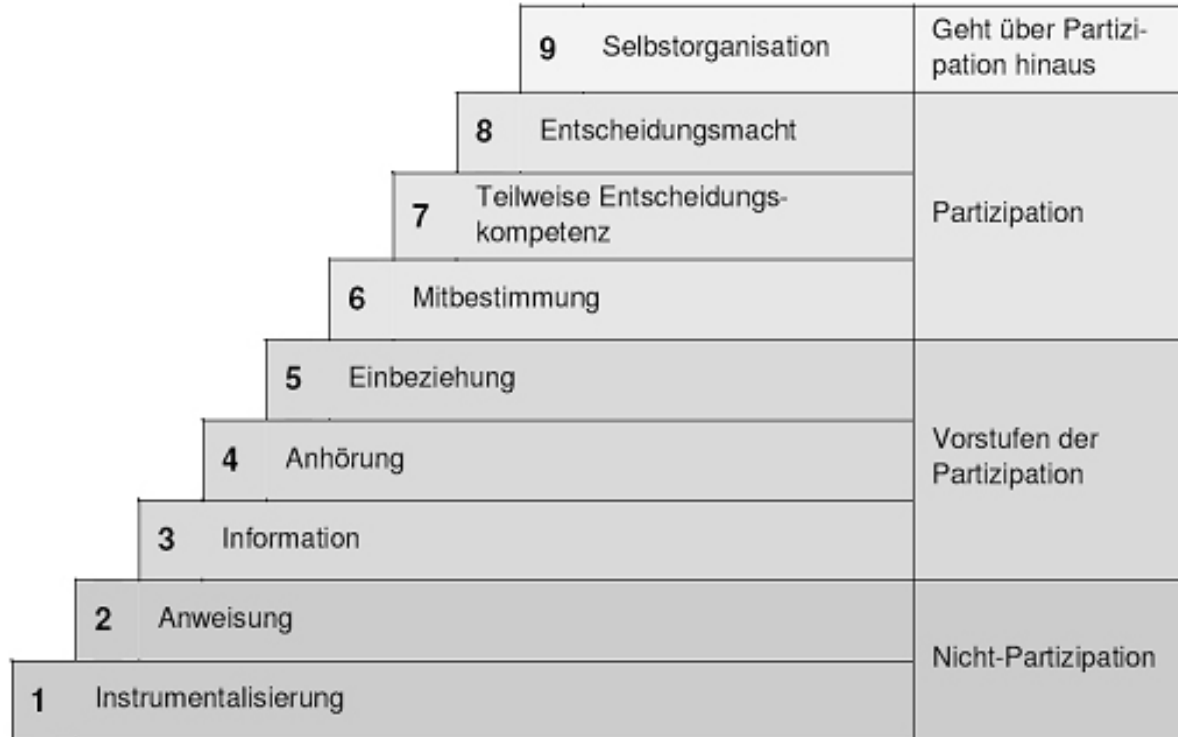 9 Selbstorganisation
Geht über Partizi-
pation hinaus
8 Entscheidungsmacht
7 Teilweise Entscheidungs-
kompetenz
Partizipation
6 Mitbestimmung
5 Einbeziehung
4 Anhörung
Vorstufen der
Partizipation
3 Information
2 Anweisung
Nicht-Partizipation
1 Instrumentalisierung